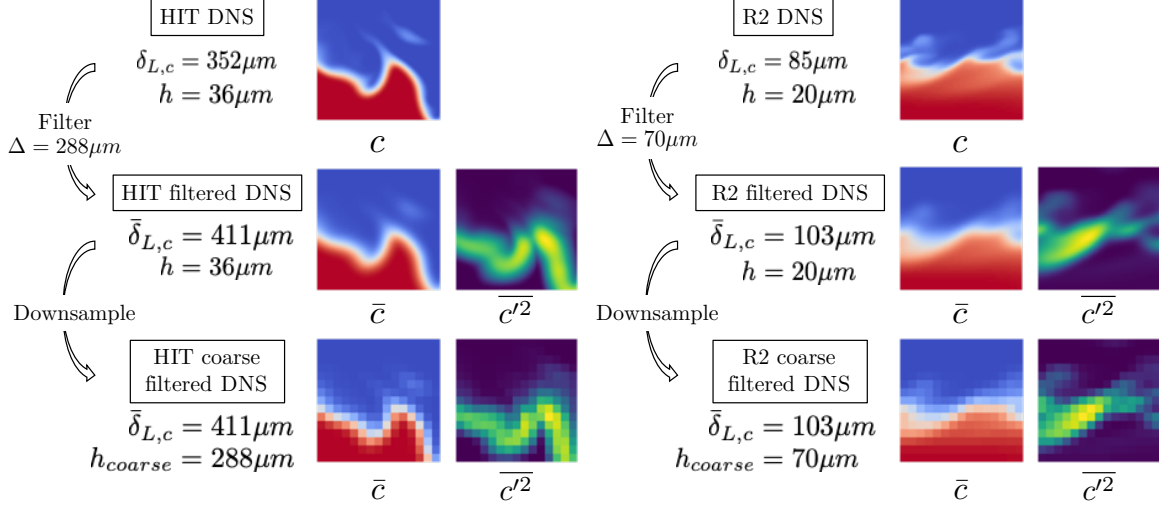 HIT DNS
δ_{L,c} = 352μm
h = 36μm
c
Filter
Δ = 288μm
HIT filtered DNS
δ̄_{L,c} = 411μm
h = 36μm
c̄
\overline{c'^2}
Downsample
HIT coarse
filtered DNS
δ̄_{L,c} = 411μm
h_{coarse} = 288μm
c̄
\overline{c'^2}
R2 DNS
δ_{L,c} = 85μm
h = 20μm
c
Filter
Δ = 70μm
R2 filtered DNS
δ̄_{L,c} = 103μm
h = 20μm
c̄
\overline{c'^2}
Downsample
R2 coarse
filtered DNS
δ̄_{L,c} = 103μm
h_{coarse} = 70μm
c̄
\overline{c'^2}